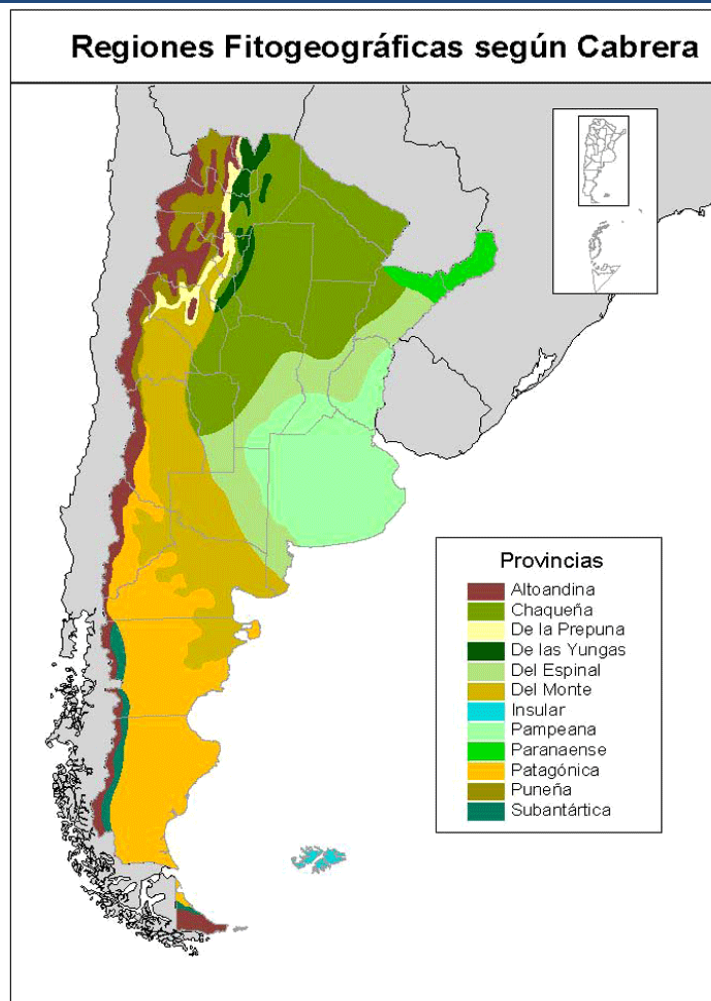 Regiones Fitogeográficas según Cabrera
Provincias
Altoandina
Chaqueña
De la Prepuna
De las Yungas
Del Espinal
Del Monte
Insular
Pampeana
Paranaense
Patagónica
Puneña
Subantártica